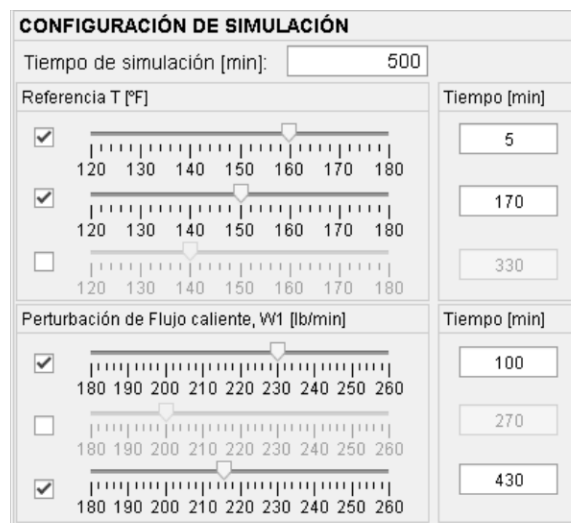 CONFIGURACIÓN DE SIMULACIÓN
Tiempo de simulación [min]: 500
Referencia T [ºF] Tiempo [min]
5
120 130 140 150 160 170 180
170
120 130 140 150 160 170 180
330
120 130 140 150 160 170 180
Perturbación de Flujo caliente, W1 [lb/min] Tiempo [min]
100
180 190 200 210 220 230 240 250 260
270
180 190 200 210 220 230 240 250 260
430
180 190 200 210 220 230 240 250 260